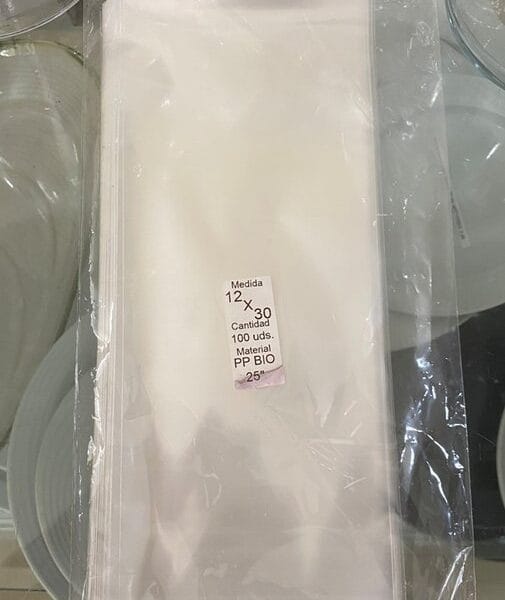 Medida
12 x 30
Cantidad
100 uds.
Material
PP BIO
25"